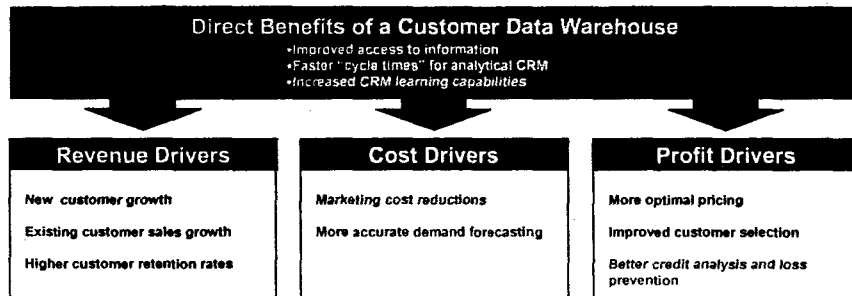 Direct Benefits of a Customer Data Warehouse
•Improved access to information
•Faster "cycle times" for analytical CRM
•Increased CRM learning capabilities
Revenue Drivers
New customer growth
Existing customer sales growth
Higher customer retention rates
Cost Drivers
Marketing cost reductions
More accurate demand forecasting
Profit Drivers
More optimal pricing
Improved customer selection
Better credit analysis and loss
prevention